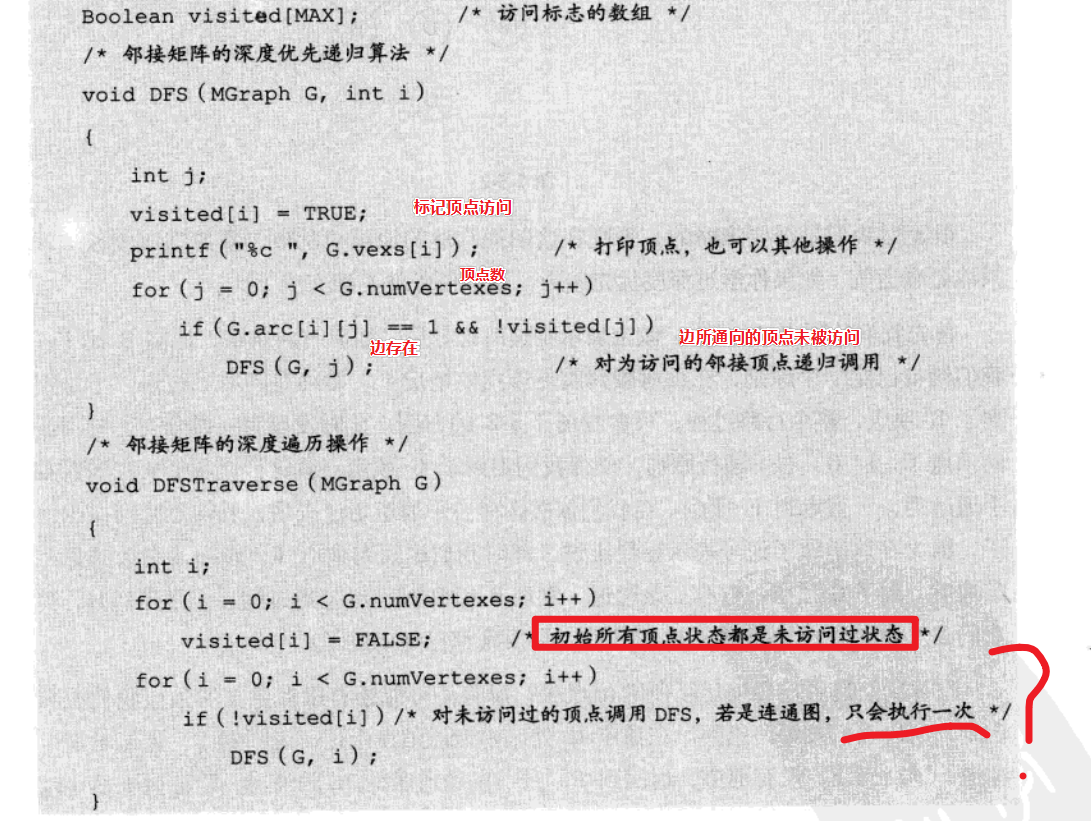 Boolean visited[MAX]; /* 访问标志的数组 */
/* 邻接矩阵的深度优先递归算法 */
void DFS(MGraph G, int i)
{
int j;
visited[i] = TRUE; 标记顶点访问
printf("%c ", G.vexs[i]); /* 打印顶点，也可以其他操作 */
顶点数
for(j = 0; j < G.numVertexes; j++)
if(G.arc[i][j] == 1 && !visited[j]) 边所通向的顶点未被访问
边存在
DFS(G, j); /* 对为访问的邻接顶点递归调用 */
}
/* 邻接矩阵的深度遍历操作 */
void DFSTraverse(MGraph G)
{
int i;
for(i = 0; i < G.numVertexes; i++)
visited[i] = FALSE; /* 初始所有顶点状态都是未访问过状态 */
for(i = 0; i < G.numVertexes; i++)
if(!visited[i])/* 对未访问过的顶点调用 DFS，若是连通图，只会执行一次 */ ?
DFS(G, i);
}